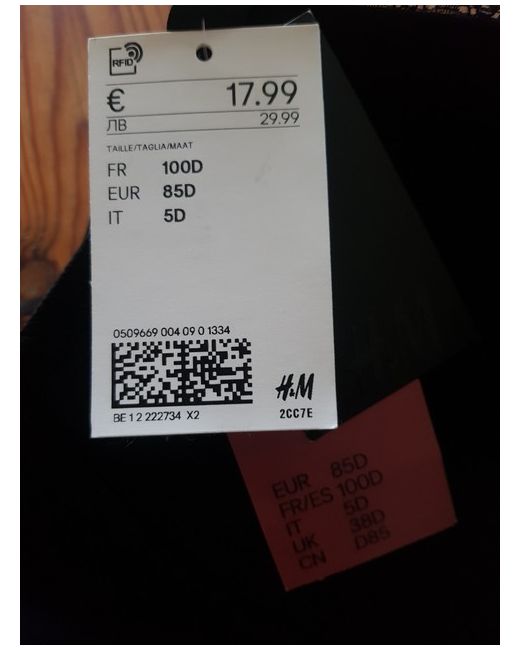 RFID
€ 17.99
ЛВ 29.99
TAILLE/TAGLIA/MAAT
FR 100D
EUR 85D
IT 5D
0509669 004 09 0 1334
BE 1 2 222734 X2
H&M
2CC7E
H&M
EUR 85D
FR/ES 100D
IT 5D
UK 38D
CN D85